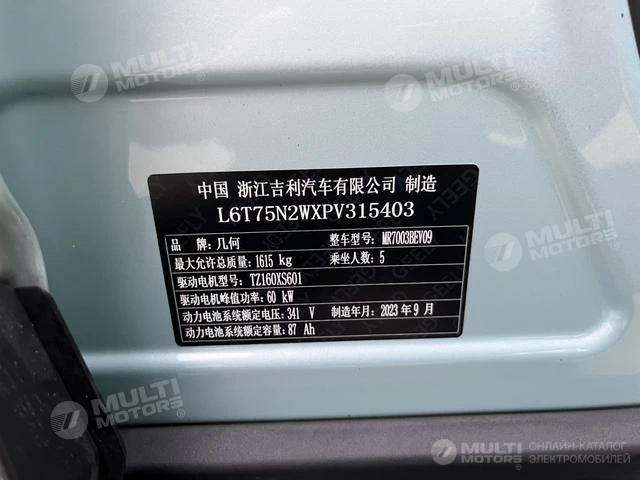 MULTI MOTORS
MULTI MOTORS
中国 浙江吉利汽车有限公司 制造
L6T75N2WXPV315403
品 牌:几何 整车型号:MR7003BEV09
最大允许总质量:1615 kg 乘坐人数:5
驱动电机型号:TZ160XS601
驱动电机峰值功率:60 kW
动力电池系统额定电压:341 V 制造年月:2023年9月
动力电池系统额定容量:87 Ah
MULTI MOTORS
MULTI MOTORS
ОНЛАЙН-КАТАЛОГ
ЭЛЕКТРОМОБИЛЕЙ